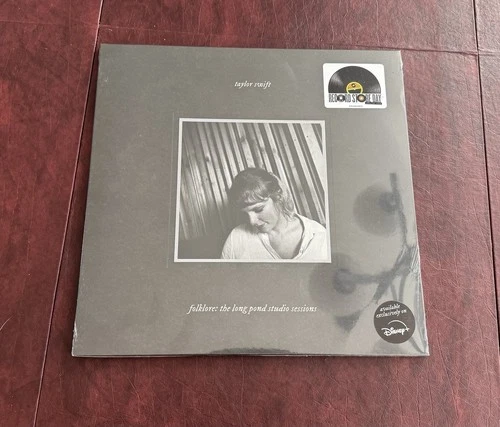 taylor swift
RECORD STORE DAY
folklore: the long pond studio sessions
available
exclusively on
Disney+